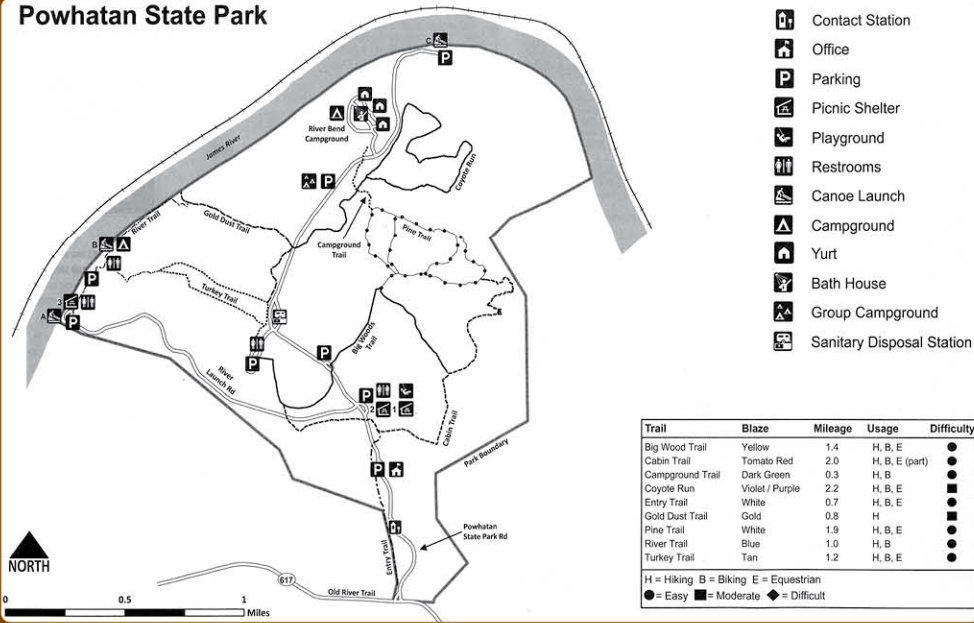 Powhatan State Park
James River
River Bend
Campground
Coyote Run
River Trail
Gold Dust Trail
Campground
Trail
Pine Trell
Turkey Trail
Big Woods
Trail
River
Launch Rd
Cabin Trail
Park Boundary
Entry Trail
Powhatan
State Park Rd
Old River Trail
617
C
B
3
A
2
1
P
P
P
P
P
P
P
P
NORTH
0 0.5 1
Miles
Contact Station
Office
P Parking
Picnic Shelter
Playground
Restrooms
Canoe Launch
Campground
Yurt
Bath House
Group Campground
Sanitary Disposal Station
Trail Blaze Mileage Usage Difficulty
Big Wood Trail Yellow 1.4 H, B, E
Cabin Trail Tomato Red 2.0 H, B, E (part)
Campground Trail Dark Green 0.3 H, B
Coyote Run Violet / Purple 2.2 H, B, E
Entry Trail White 0.7 H, B, E
Gold Dust Trail Gold 0.8 H
Pine Trail White 1.9 H, B, E
River Trail Blue 1.0 H, B
Turkey Trail Tan 1.2 H, B, E
H = Hiking B = Biking E = Equestrian
= Easy = Moderate = Difficult